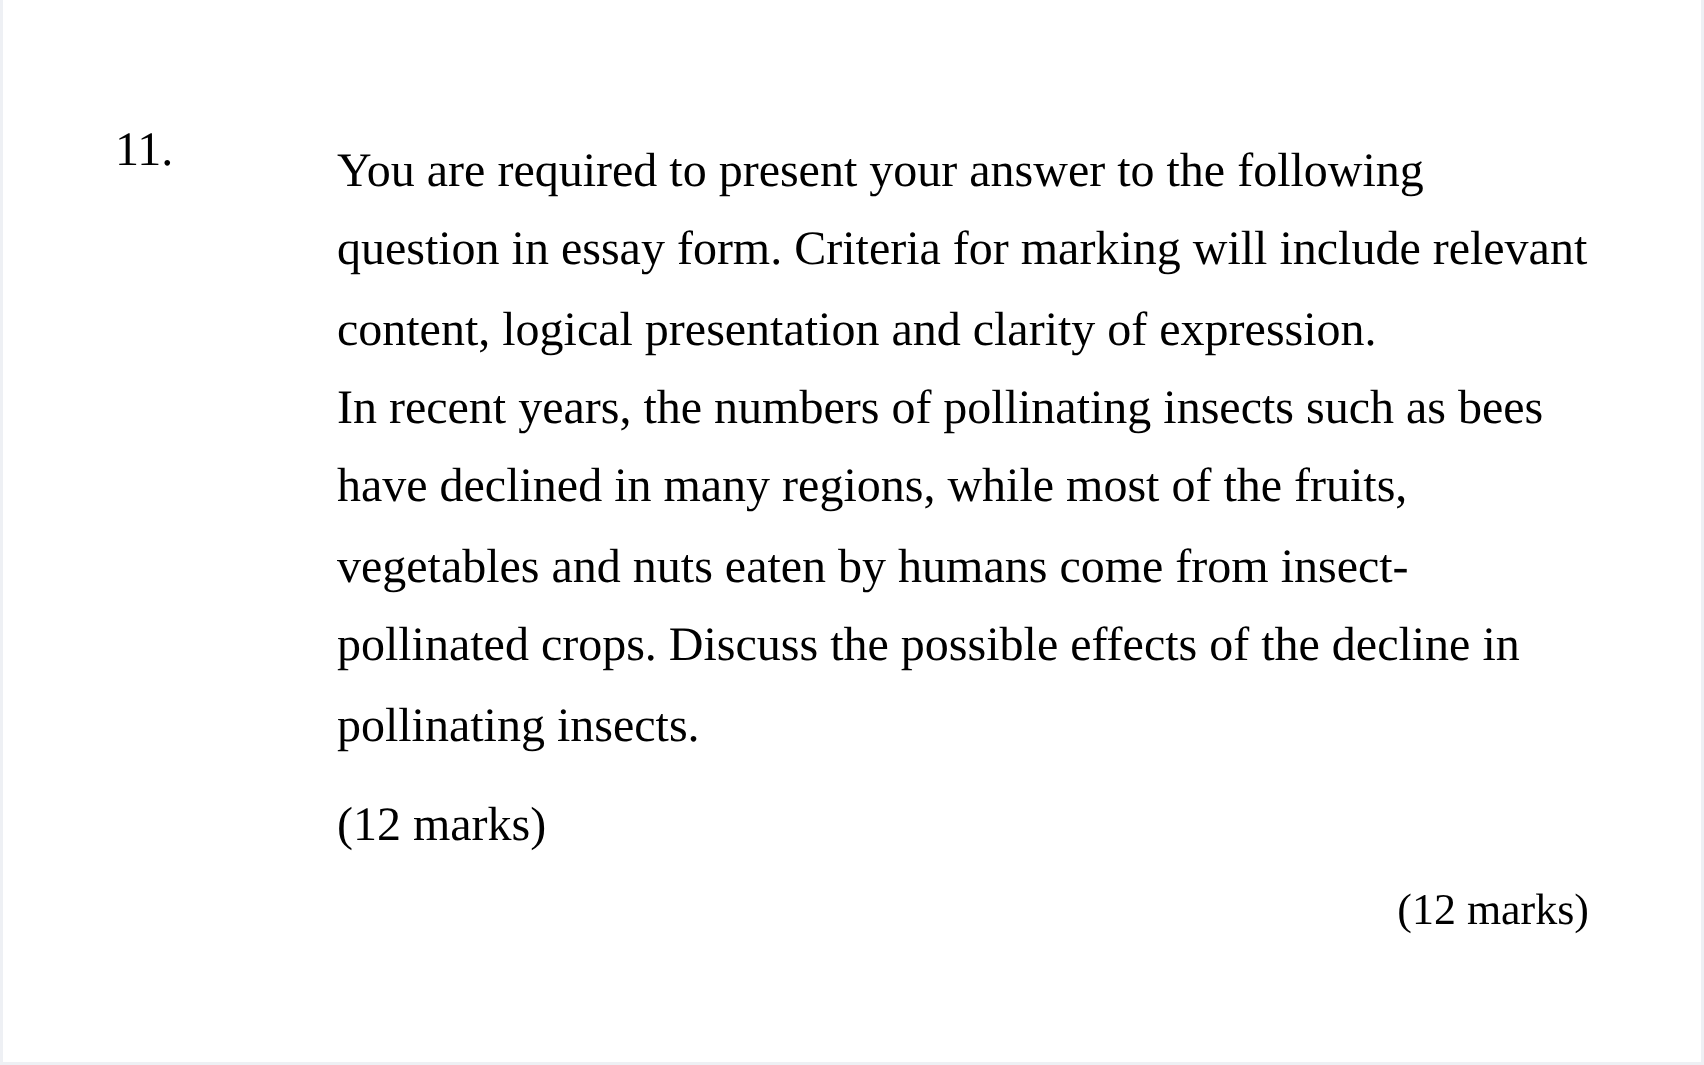 11.
You are required to present your answer to the following
question in essay form. Criteria for marking will include relevant
content, logical presentation and clarity of expression.
In recent years, the numbers of pollinating insects such as bees
have declined in many regions, while most of the fruits,
vegetables and nuts eaten by humans come from insect-
pollinated crops. Discuss the possible effects of the decline in
pollinating insects.
(12 marks)
(12 marks)